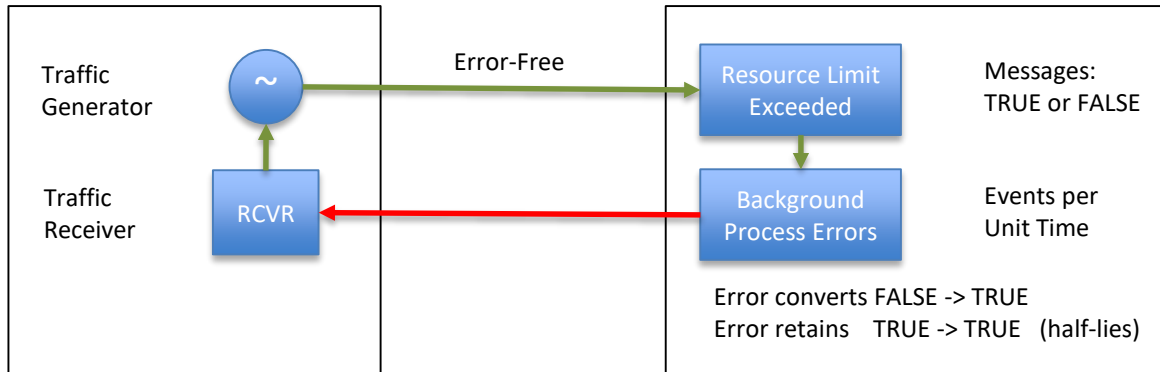 Traffic
Generator
~
Error-Free
Resource Limit
Exceeded
Messages:
TRUE or FALSE
Traffic
Receiver
RCVR
Background
Process Errors
Events per
Unit Time
Error converts FALSE -> TRUE
Error retains TRUE -> TRUE (half-lies)